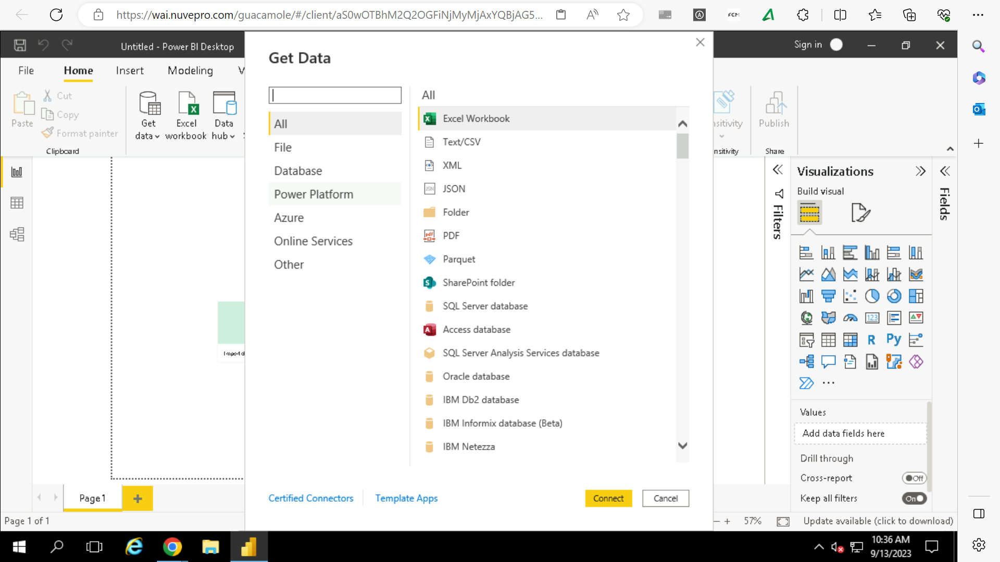 https://wai.nuvepro.com/guacamole/#/client/aS0wOTBhM2Q2OGFiNjMyMjAxYQBjAG5...
FCM
Untitled - Power BI Desktop
Sign in
File
Home
Insert
Modeling
Paste
Cut
Copy
Format painter
Clipboard
Get data
Excel workbook
Data hub
Get Data
All
File
Database
Power Platform
Azure
Online Services
Other
All
Excel Workbook
Text/CSV
XML
JSON
Folder
PDF
Parquet
SharePoint folder
SQL Server database
Access database
SQL Server Analysis Services database
Oracle database
IBM Db2 database
IBM Informix database (Beta)
IBM Netezza
Certified Connectors
Template Apps
Connect
Cancel
nsitivity
Publish
Share
Filters
Visualizations
Build visual
Fields
123
R
Py
Values
Add data fields here
Drill through
Cross-report
Off
Keep all filters
On
Page 1
Page 1 of 1
57%
Update available (click to download)
10:36 AM
9/13/2023